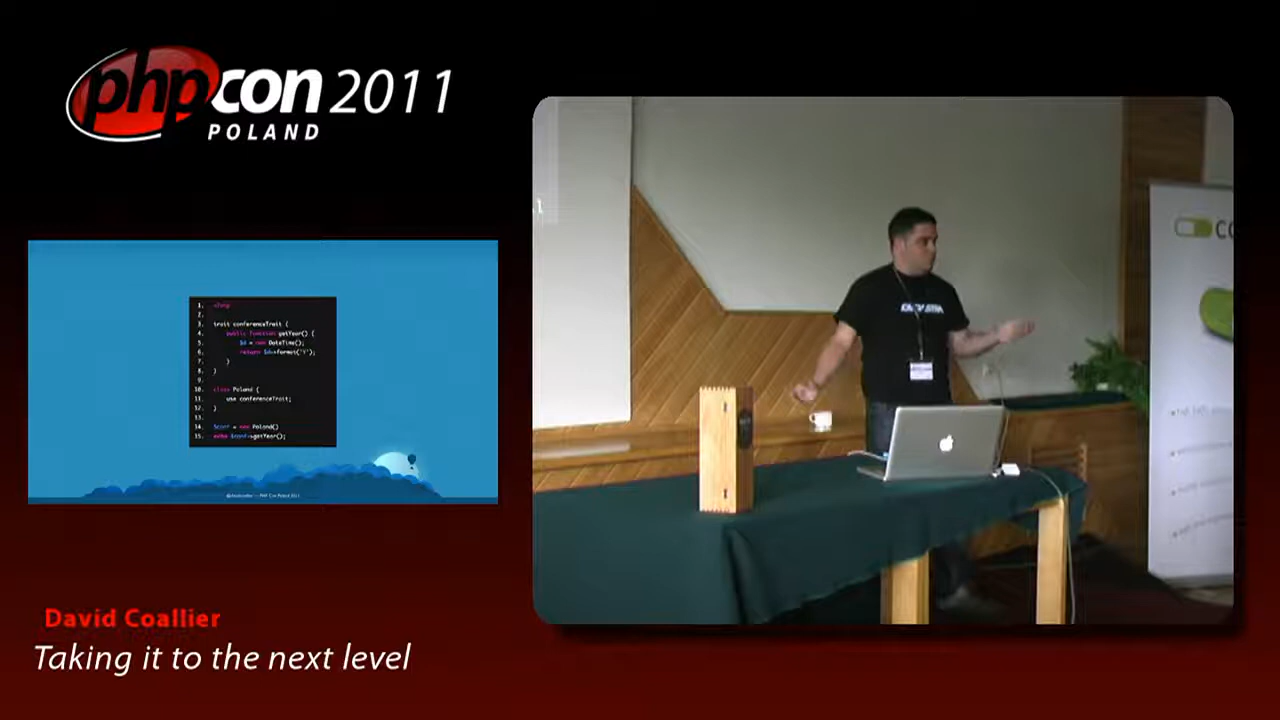 phpcon 2011
POLAND
1. <?php
2.
3. trait conferenceTrait {
4. public function getYear() {
5. $d = new DateTime();
6. return $d->format('Y');
7. }
8. }
9.
10. class Poland {
11. use conferenceTrait;
12. }
13.
14. $conf = new Poland()
15. echo $conf->getYear();
David Coallier
Taking it to the next level